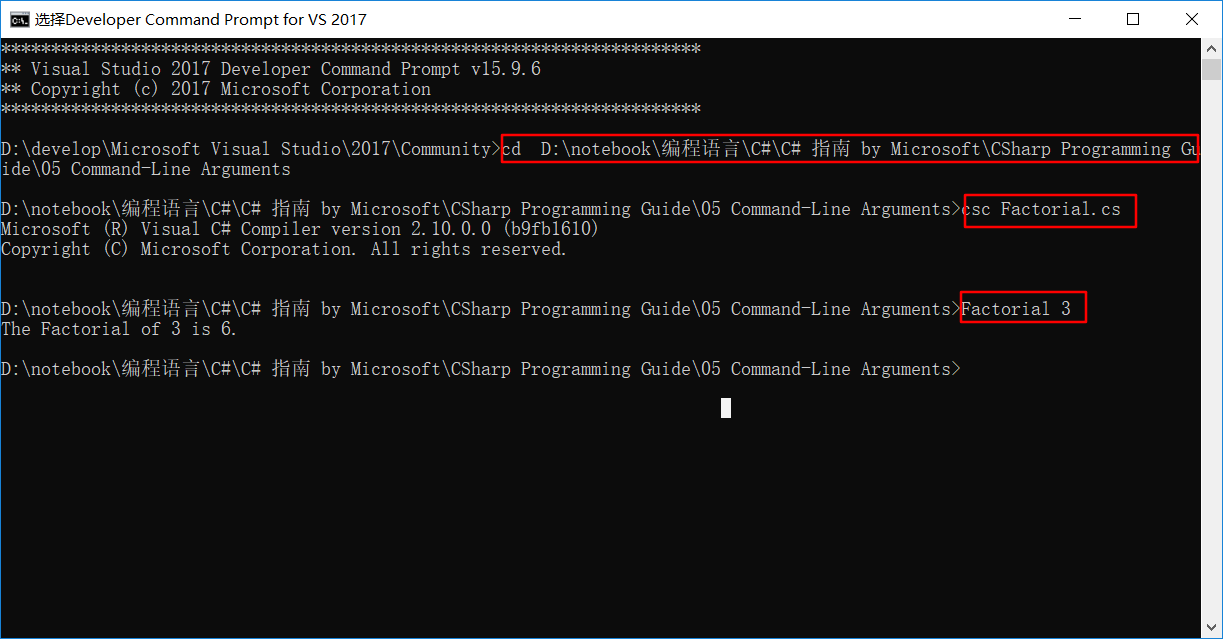 选择Developer Command Prompt for VS 2017
**********************************************************************
** Visual Studio 2017 Developer Command Prompt v15.9.6
** Copyright (c) 2017 Microsoft Corporation
**********************************************************************
D:\develop\Microsoft Visual Studio\2017\Community>cd  D:\notebook\编程语言\C#\C# 指南 by Microsoft\CSharp Programming Gu
ide\05 Command-Line Arguments
D:\notebook\编程语言\C#\C# 指南 by Microsoft\CSharp Programming Guide\05 Command-Line Arguments>csc Factorial.cs
Microsoft (R) Visual C# Compiler version 2.10.0.0 (b9fb1610)
Copyright (C) Microsoft Corporation. All rights reserved.
D:\notebook\编程语言\C#\C# 指南 by Microsoft\CSharp Programming Guide\05 Command-Line Arguments>Factorial 3
The Factorial of 3 is 6.
D:\notebook\编程语言\C#\C# 指南 by Microsoft\CSharp Programming Guide\05 Command-Line Arguments>